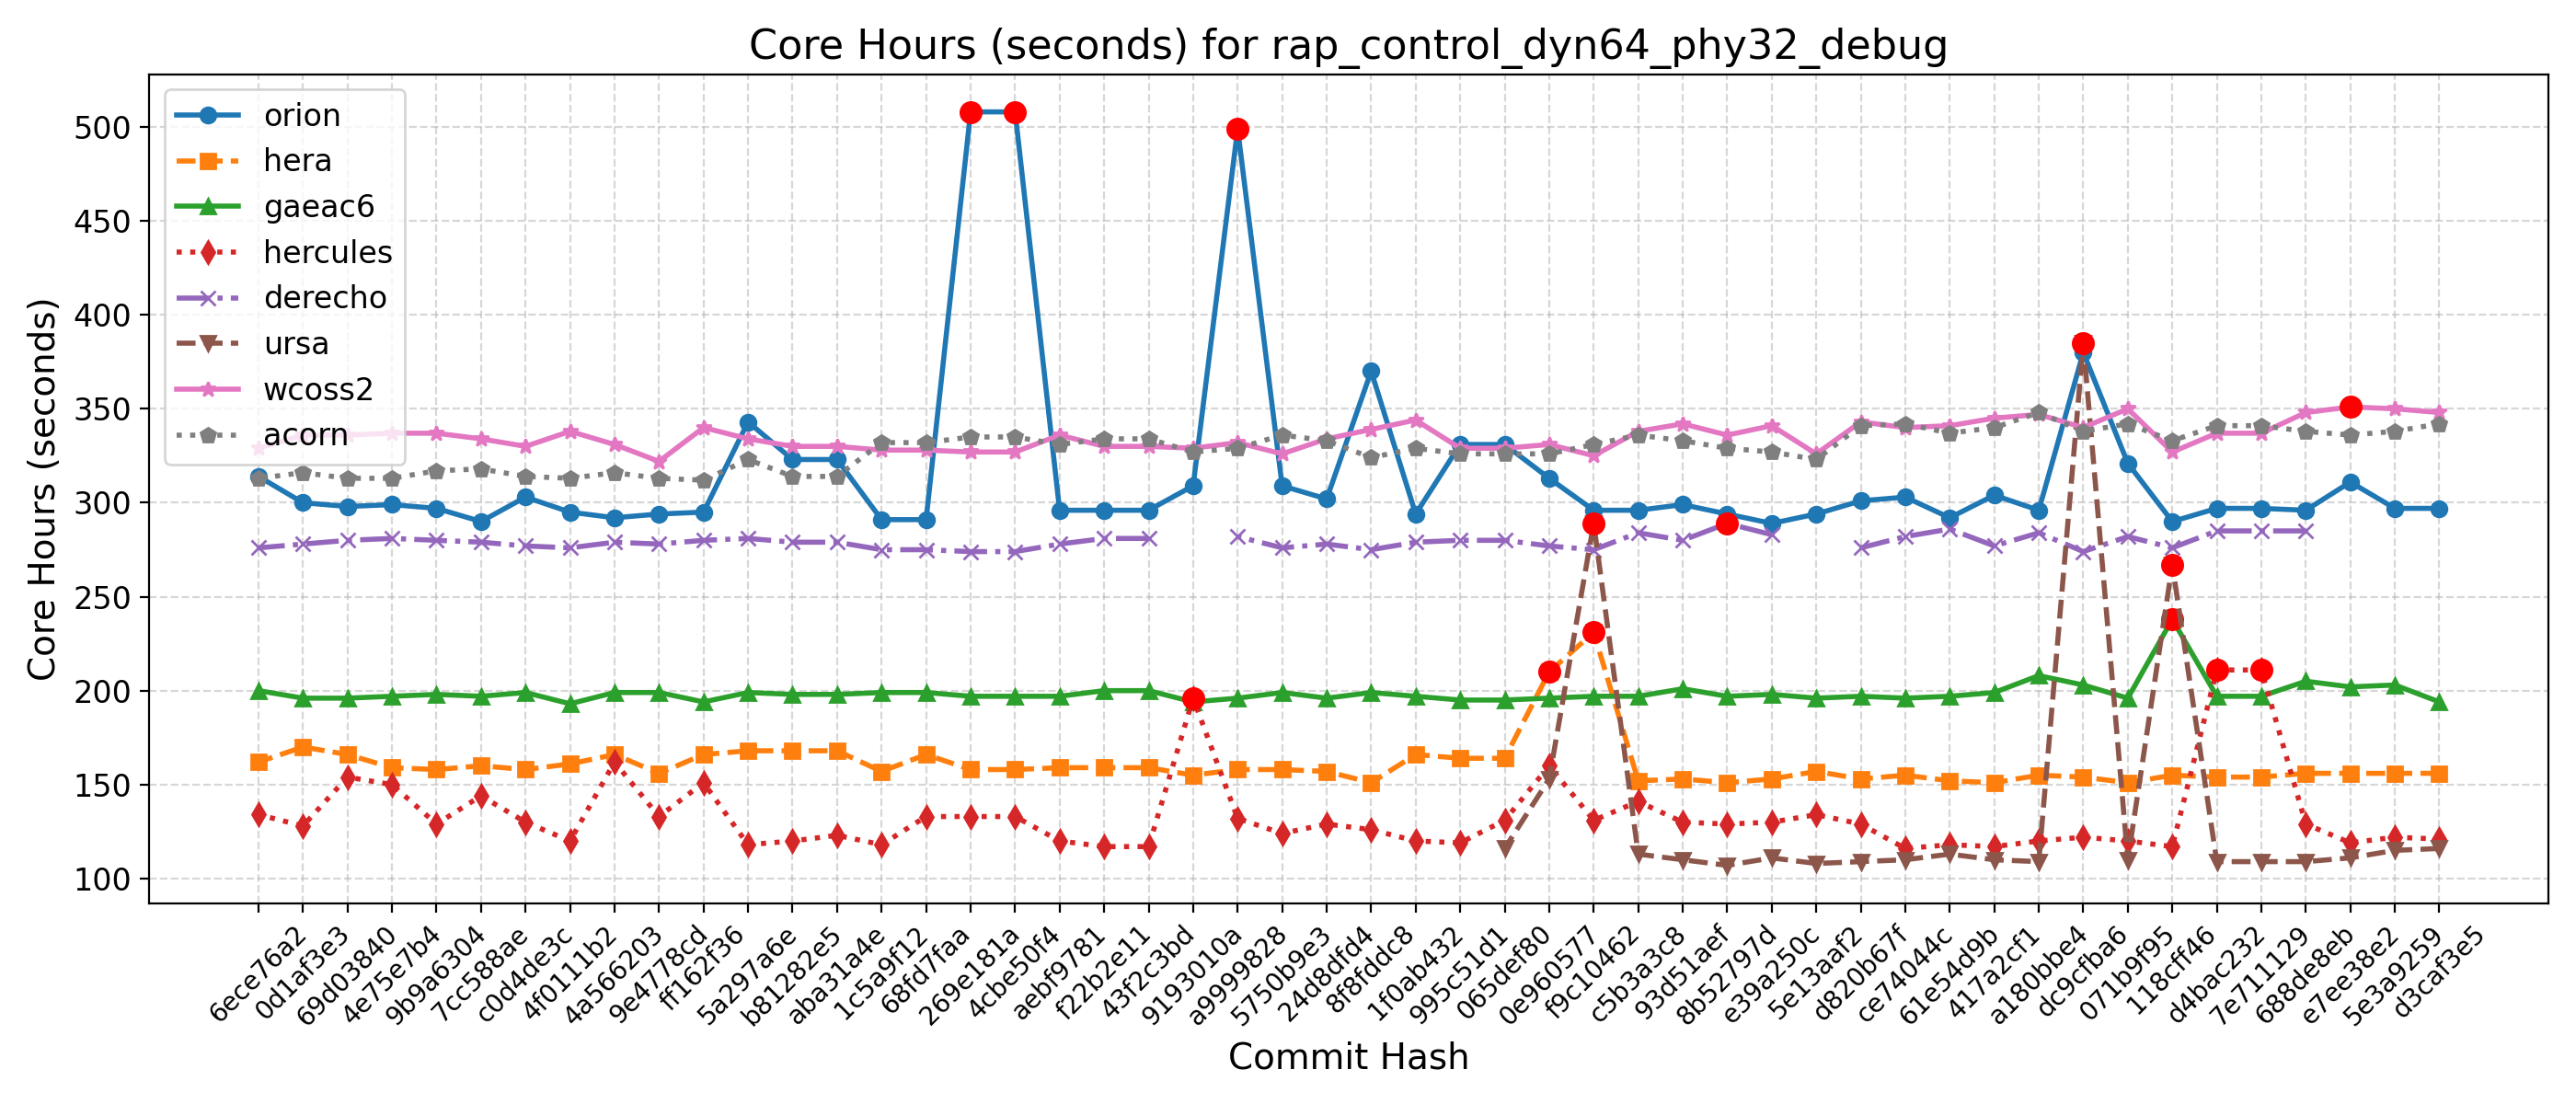 Core Hours (seconds) for rap_control_dyn64_phy32_debug
Core Hours (seconds)
500
450
400
350
300
250
200
150
100
orion
hera
gaeac6
hercules
derecho
ursa
wcoss2
acorn
6ece76a2
0d1af3e3
69d03840
4e75e7b4
9b9a6304
7cc588ae
c0d4de3c
4f0111b2
4a566203
9e4778cd
ff162f36
5a297a6e
b81282e5
aba31a4e
1c5a9f12
68fd7faa
269e181a
4cbe50f4
aebf9781
f22b2e11
43f2c3bd
9193010a
a9999828
5750b9e3
24d8dfd4
8f8fddc8
1f0ab432
995c51d1
065def80
0e960577
f9c10462
c5b3a3c8
93d51aef
8b52797d
e39a250c
5e13aaf2
d820b67f
ce74044c
61e54d9b
417a2cf1
a180bbe4
dc9cfba6
071b9f95
118cff46
d4bac232
7e711129
688de8eb
e7ee38e2
5e3a9259
d3caf3e5
Commit Hash